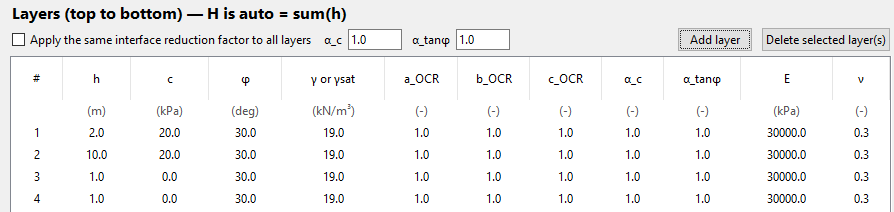 Layers (top to bottom) — H is auto = sum(h)
Apply the same interface reduction factor to all layers α_c 1.0 α_tanφ 1.0 Add layer Delete selected layer(s)
# h c φ γ or γsat a_OCR b_OCR c_OCR α_c α_tanφ E ν
(m) (kPa) (deg) (kN/m³) (-) (-) (-) (-) (-) (kPa) (-)
1 2.0 20.0 30.0 19.0 1.0 1.0 1.0 1.0 1.0 30000.0 0.3
2 10.0 20.0 30.0 19.0 1.0 1.0 1.0 1.0 1.0 30000.0 0.3
3 1.0 0.0 30.0 19.0 1.0 1.0 1.0 1.0 1.0 30000.0 0.3
4 1.0 0.0 30.0 19.0 1.0 1.0 1.0 1.0 1.0 30000.0 0.3